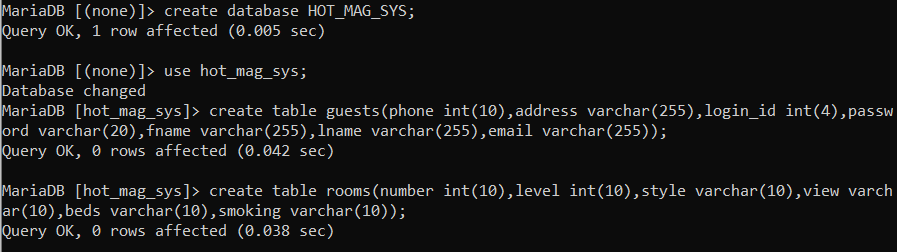 MariaDB [(none)]> create database HOT_MAG_SYS;
Query OK, 1 row affected (0.005 sec)
MariaDB [(none)]> use hot_mag_sys;
Database changed
MariaDB [hot_mag_sys]> create table guests(phone int(10),address varchar(255),login_id int(4),passw
ord varchar(20),fname varchar(255),lname varchar(255),email varchar(255));
Query OK, 0 rows affected (0.042 sec)
MariaDB [hot_mag_sys]> create table rooms(number int(10),level int(10),style varchar(10),view varch
ar(10),beds varchar(10),smoking varchar(10));
Query OK, 0 rows affected (0.038 sec)